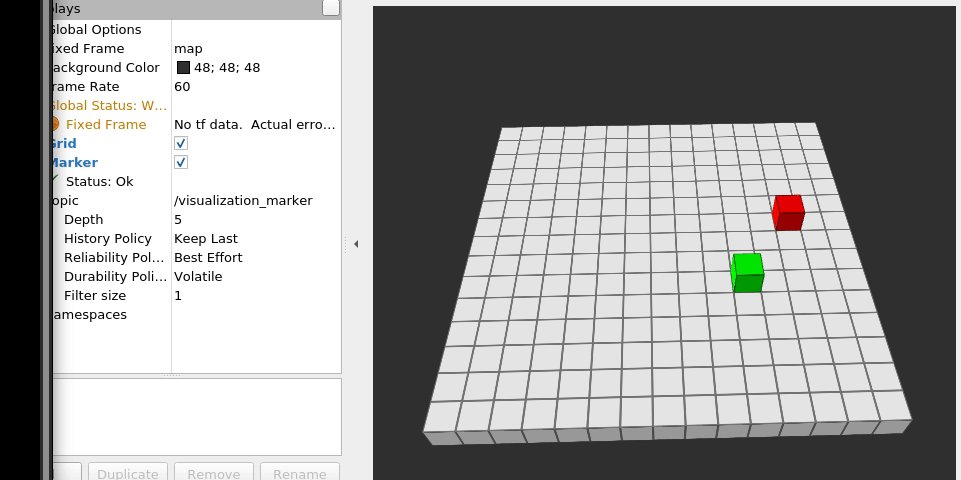 plays
Global Options
ixed Frame map
ackground Color 48; 48; 48
rame Rate 60
Global Status: W...
Fixed Frame No tf data.  Actual erro...
Grid
Marker
Status: Ok
opic /visualization_marker
Depth 5
History Policy Keep Last
Reliability Pol... Best Effort
Durability Poli... Volatile
Filter size 1
amespaces
Duplicate Remove Rename